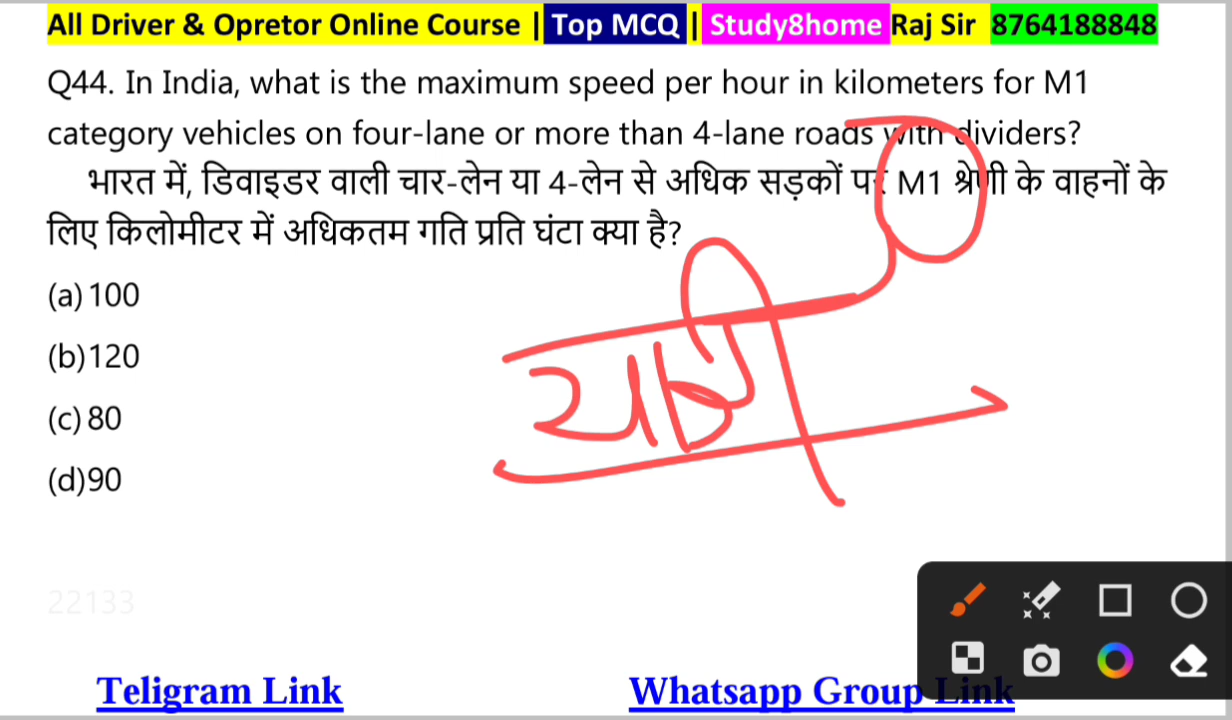 All Driver & Opretor Online Course | Top MCQ | Study8home Raj Sir 8764188848
Q44. In India, what is the maximum speed per hour in kilometers for M1
category vehicles on four-lane or more than 4-lane roads with dividers?
भारत में, डिवाइडर वाली चार-लेन या 4-लेन से अधिक सड़कों पर M1 श्रेणी के वाहनों के
लिए किलोमीटर में अधिकतम गति प्रति घंटा क्या है?
(a) 100
(b) 120
(c) 80
(d) 90
22133
Teligram Link
Whatsapp Group Link